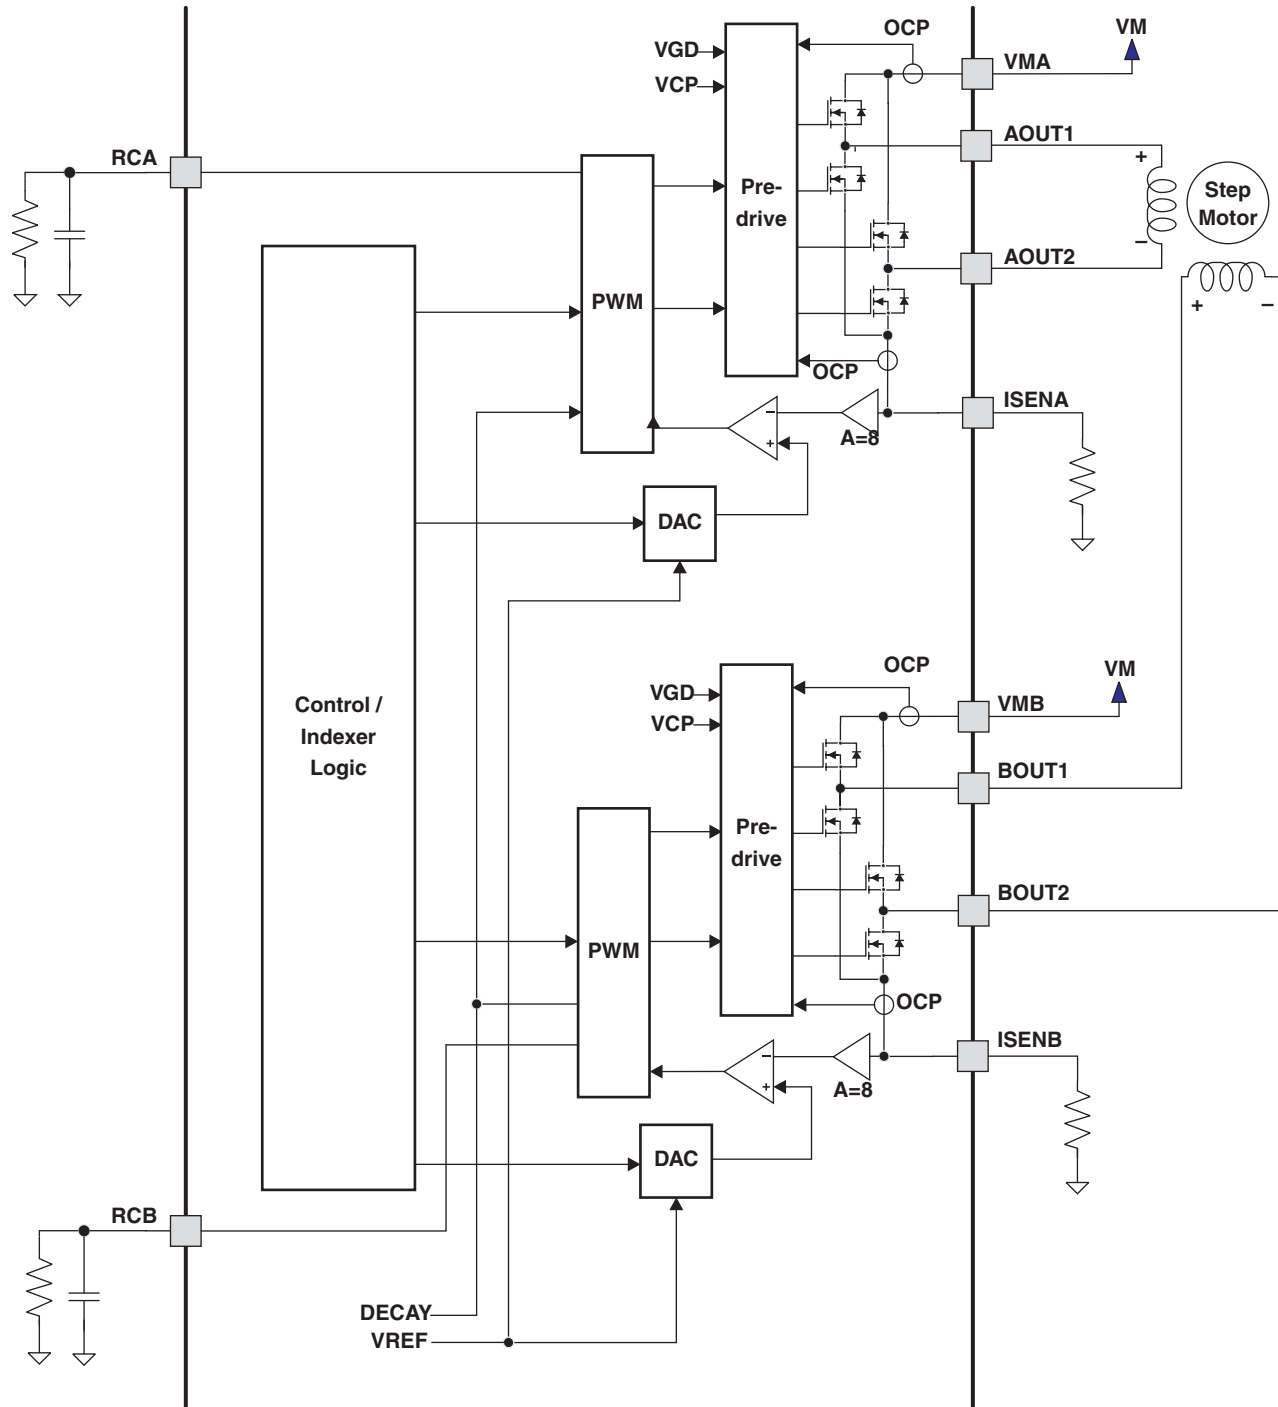 OCP
VM
VGD
VMA
VCP
AOUT1
RCA
+
Pre-
drive
Step
Motor
–
AOUT2
PWM
+
–
OCP
ISENA
–
+
A=8
DAC
OCP
VM
VGD
VMB
VCP
Control /
Indexer
Logic
BOUT1
Pre-
drive
BOUT2
PWM
OCP
ISENB
–
+
A=8
DAC
RCB
DECAY
VREF